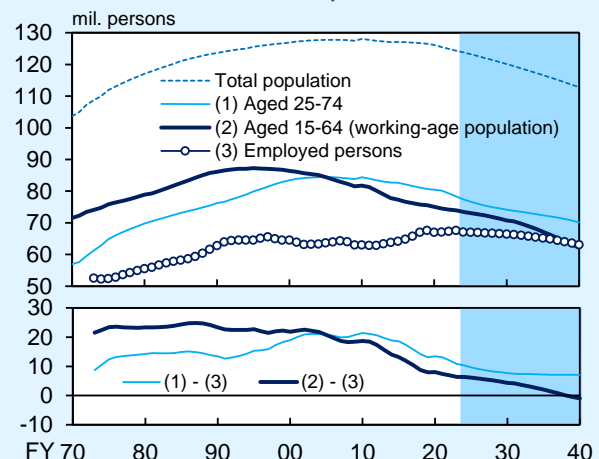 mil. persons
130
120
110
100
90
80
70
60
50
Total population
(1) Aged 25-74
(2) Aged 15-64 (working-age population)
(3) Employed persons
30
20
10
0
-10
(1) - (3) (2) - (3)
FY 70 80 90 00 10 20 30 40